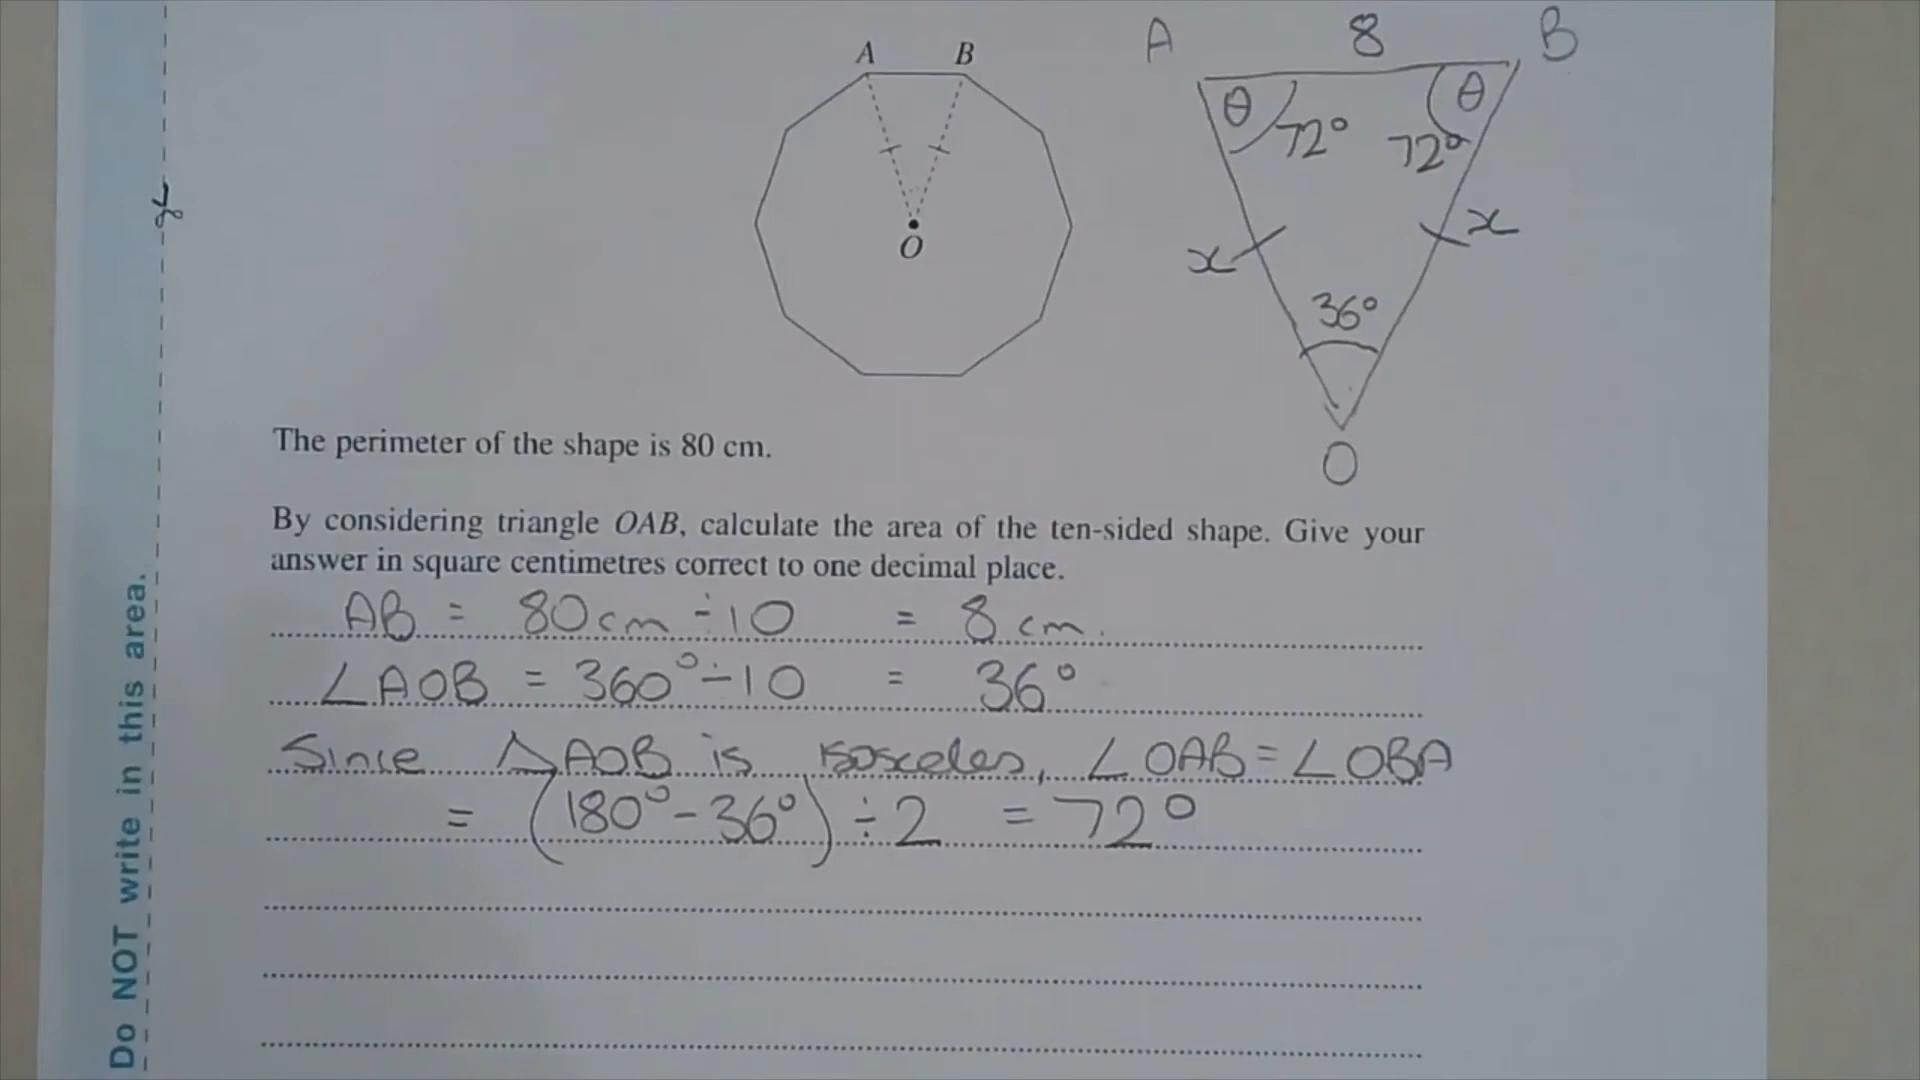 A 8 B
A B
θ θ
72° 72°
x x
O
36°
O
The perimeter of the shape is 80 cm.
By considering triangle OAB, calculate the area of the ten-sided shape. Give your
answer in square centimetres correct to one decimal place.
AB = 80cm ÷10 = 8 cm.
∠AOB = 360°÷10 = 36°
Since △AOB is isosceles, ∠OAB = ∠OBA
= (180° - 36°) ÷ 2 = 72°
Do NOT write in this area.